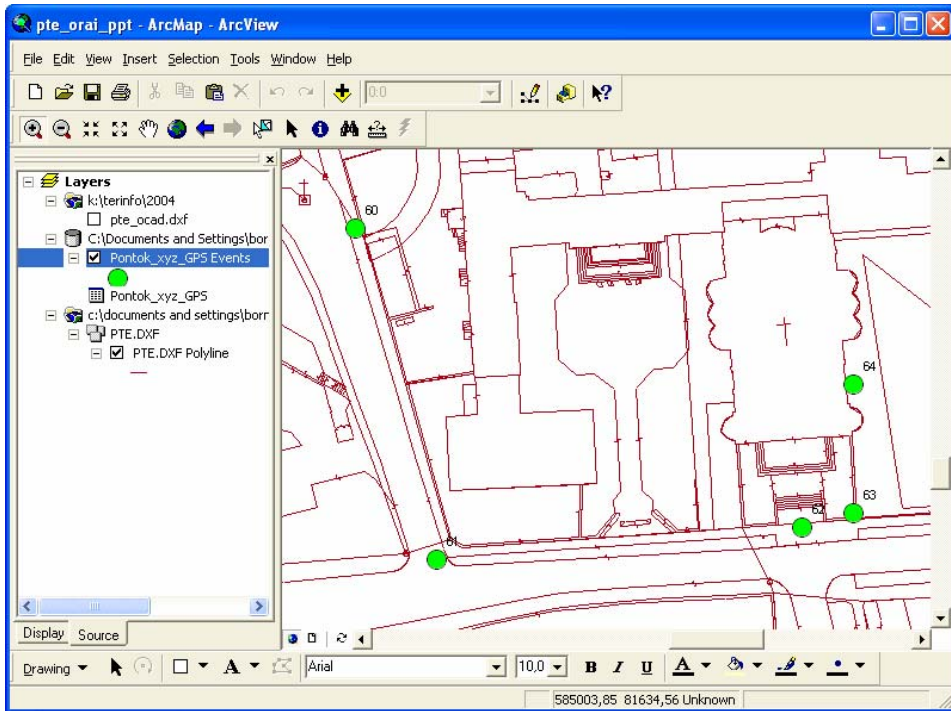 pte_orai_ppt - ArcMap - ArcView
File Edit View Insert Selection Tools Window Help
0:0
Layers
k:\terinfo\2004
pte_ocad.dxf
C:\Documents and Settings\bor
Pontok_xyz_GPS Events
Pontok_xyz_GPS
c:\documents and settings\borr
PTE.DXF
PTE.DXF Polyline
60
64
63
62
61
Display Source
Drawing A Arial 10,0 B I U A
585003,85 81634,56 Unknown